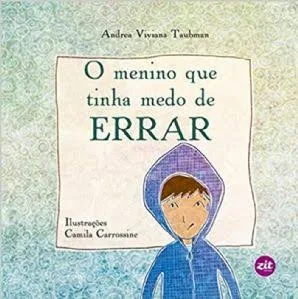 Andrea Viviana Taubman
O menino que
tinha medo de
ERRAR
Ilustrações
Camila Carrossine
zit